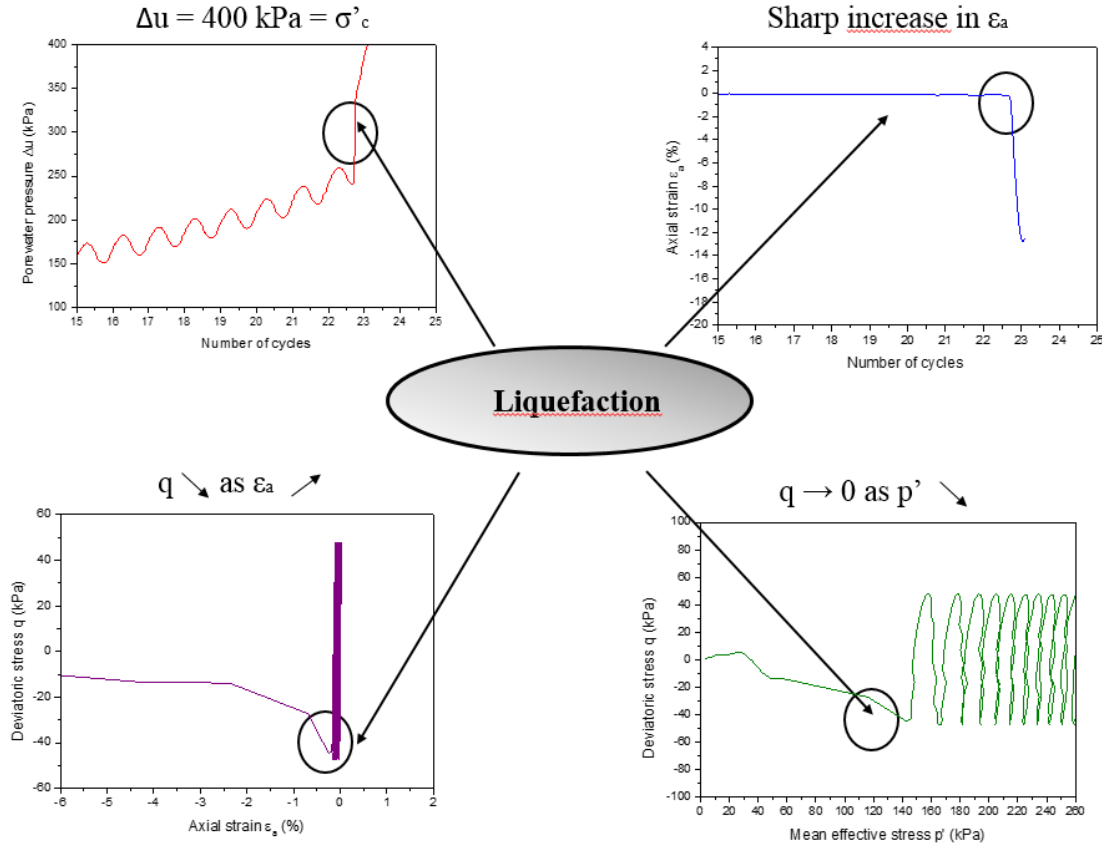 Δu = 400 kPa = σ’c
Sharp increase in εa
400
350
300
250
200
150
100
Porewater pressure Δu (kPa)
15 16 17 18 19 20 21 22 23 24 25
Number of cycles
4
2
0
-2
-4
-6
-8
-10
-12
-14
-16
-18
-20
Axial strain εa (%)
15 16 17 18 19 20 21 22 23 24 25
Number of cycles
Liquefaction
q ↘ as εa ↗
60
40
20
0
-20
-40
-60
Deviatoric stress q (kPa)
-6 -5 -4 -3 -2 -1 0 1 2
Axial strain εa (%)
q → 0 as p’ ↘
100
80
60
40
20
0
-20
-40
-60
-80
-100
Deviatoric stress q (kPa)
0 20 40 60 80 100 120 140 160 180 200 220 240 260
Mean effective stress p' (kPa)